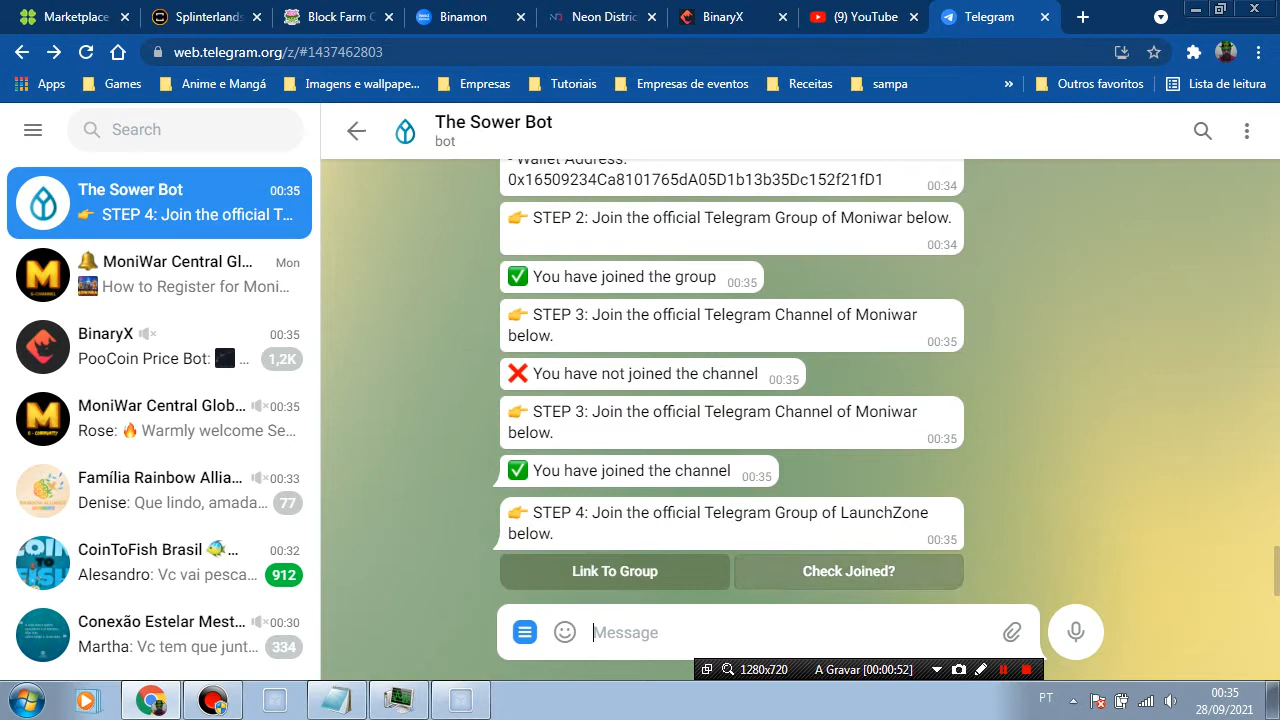 Marketplace
Splinterlands
Block Farm C
Binamon
Neon Distric
BinaryX
(9) YouTube
Telegram
web.telegram.org/z/#1437462803
Apps
Games
Anime e Mangá
Imagens e wallpape...
Empresas
Tutoriais
Empresas de eventos
Receitas
sampa
»
Outros favoritos
Lista de leitura
Search
The Sower Bot 00:35
👉 STEP 4: Join the official T...
🔔 MoniWar Central Gl... Mon
How to Register for Moni...
BinaryX 00:35
PooCoin Price Bot: ... 1,2K
MoniWar Central Glob... 00:35
Rose: 🔥 Warmly welcome Se...
Família Rainbow Allia... 00:33
Denise: Que lindo, amada... 77
CoinToFish Brasil 🐠... 00:32
Alesandro: Vc vai pesca... 912
Conexão Estelar Mest... 00:30
Martha: Vc tem que junt... 334
The Sower Bot
bot
- Wallet Address:
0x16509234Ca8101765dA05D1b13b35Dc152f21fD1 00:34
👉 STEP 2: Join the official Telegram Group of Moniwar below.
00:34
✅ You have joined the group 00:35
👉 STEP 3: Join the official Telegram Channel of Moniwar
below. 00:35
❌ You have not joined the channel 00:35
👉 STEP 3: Join the official Telegram Channel of Moniwar
below. 00:35
✅ You have joined the channel 00:35
👉 STEP 4: Join the official Telegram Group of LaunchZone
below. 00:35
Link To Group
Check Joined?
Message
1280x720 A Gravar [00:00:52]
PT
00:35
28/09/2021